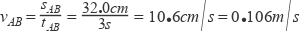 v_AB = s_AB / t_AB = 32.0cm / 3s = 10.6cm/s = 0.106m/s